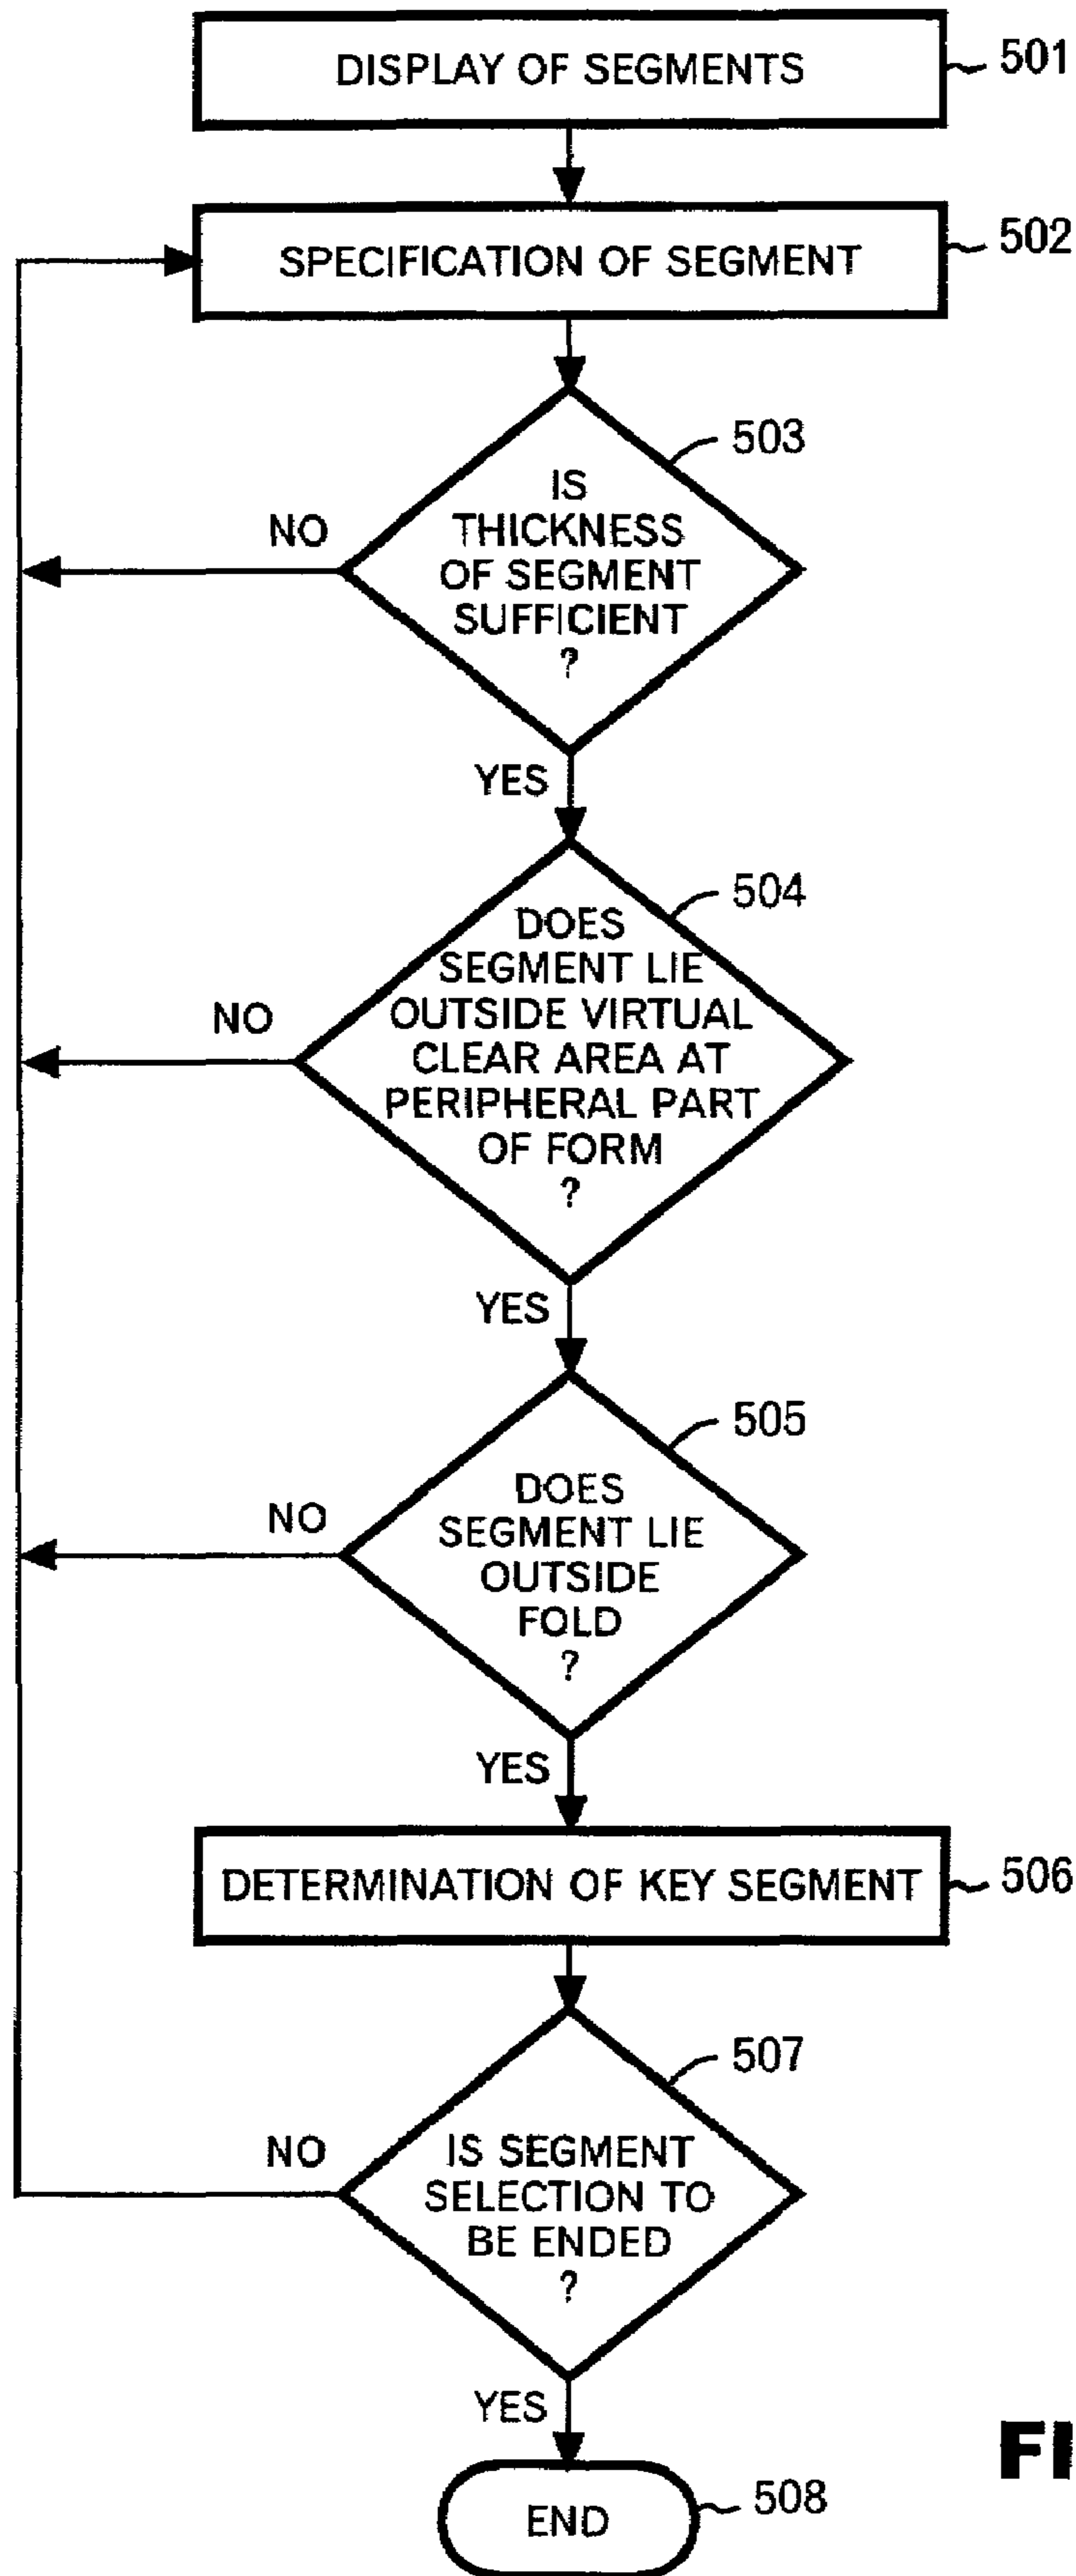 DISPLAY OF SEGMENTS
501
SPECIFICATION OF SEGMENT
502
503
IS
THICKNESS
OF SEGMENT
SUFFICIENT
?
NO
YES
504
DOES
SEGMENT LIE
OUTSIDE VIRTUAL
CLEAR AREA AT
PERIPHERAL PART
OF FORM
?
NO
YES
505
DOES
SEGMENT LIE
OUTSIDE
FOLD
?
NO
YES
DETERMINATION OF KEY SEGMENT
506
507
IS SEGMENT
SELECTION TO
BE ENDED
?
NO
YES
FI
END
508